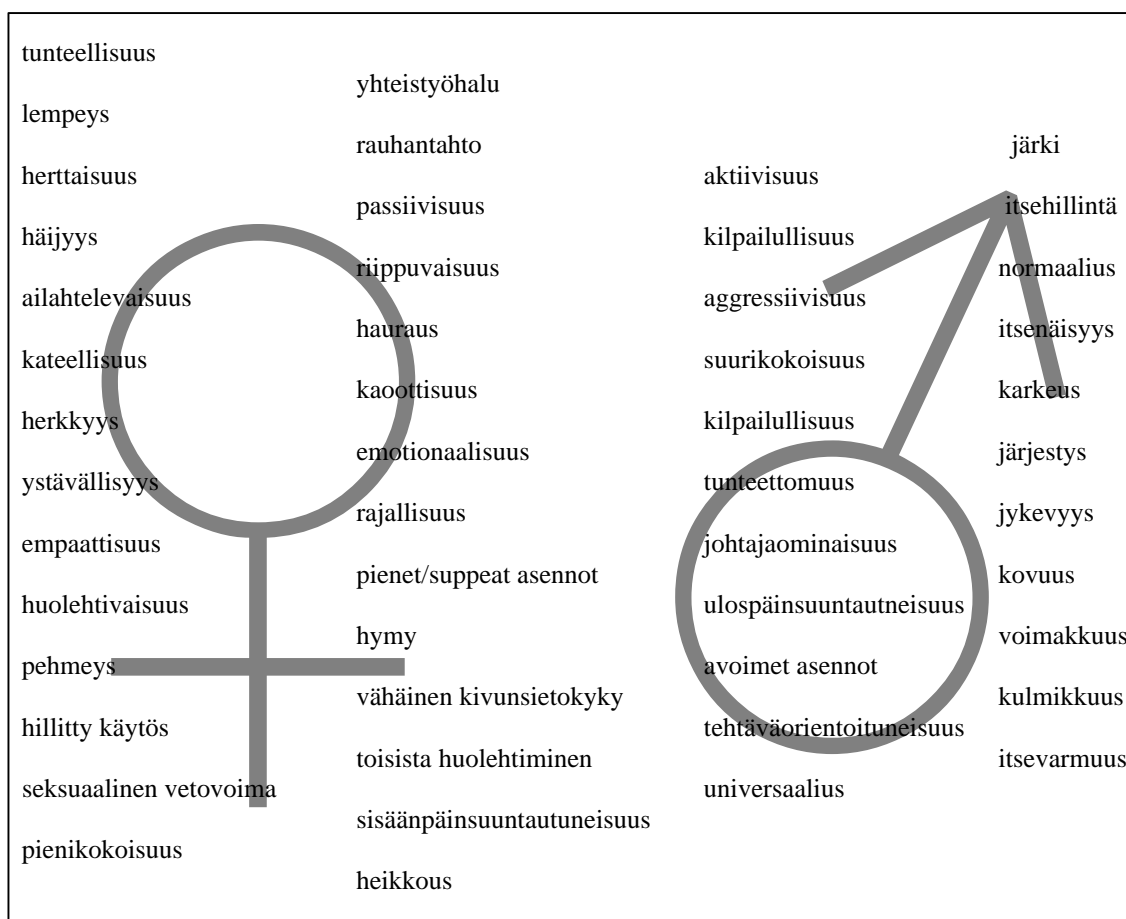 tunteellisuus
lempeys
herttaisuus
häijyys
ailahtelevaisuus
kateellisuus
herkkyys
ystävällisyys
empaattisuus
huolehtivaisuus
pehmeys
hillitty käytös
seksuaalinen vetovoima
pienikokoisuus
yhteistyöhalu
rauhantahto
passiivisuus
riippuvaisuus
hauraus
kaoottisuus
emotionaalisuus
rajallisuus
pienet/suppeat asennot
hymy
vähäinen kivunsietokyky
toisista huolehtiminen
sisäänpäinsuuntautuneisuus
heikkous
aktiivisuus
kilpailullisuus
aggressiivisuus
suurikokoisuus
kilpailullisuus
tunteettomuus
johtajaominaisuus
ulospäinsuuntautneisuus
avoimet asennot
tehtäväorientoituneisuus
universaalius
järki
itsehillintä
normaalius
itsenäisyys
karkeus
järjestys
jykevyys
kovuus
voimakkuus
kulmikkuus
itsevarmuus